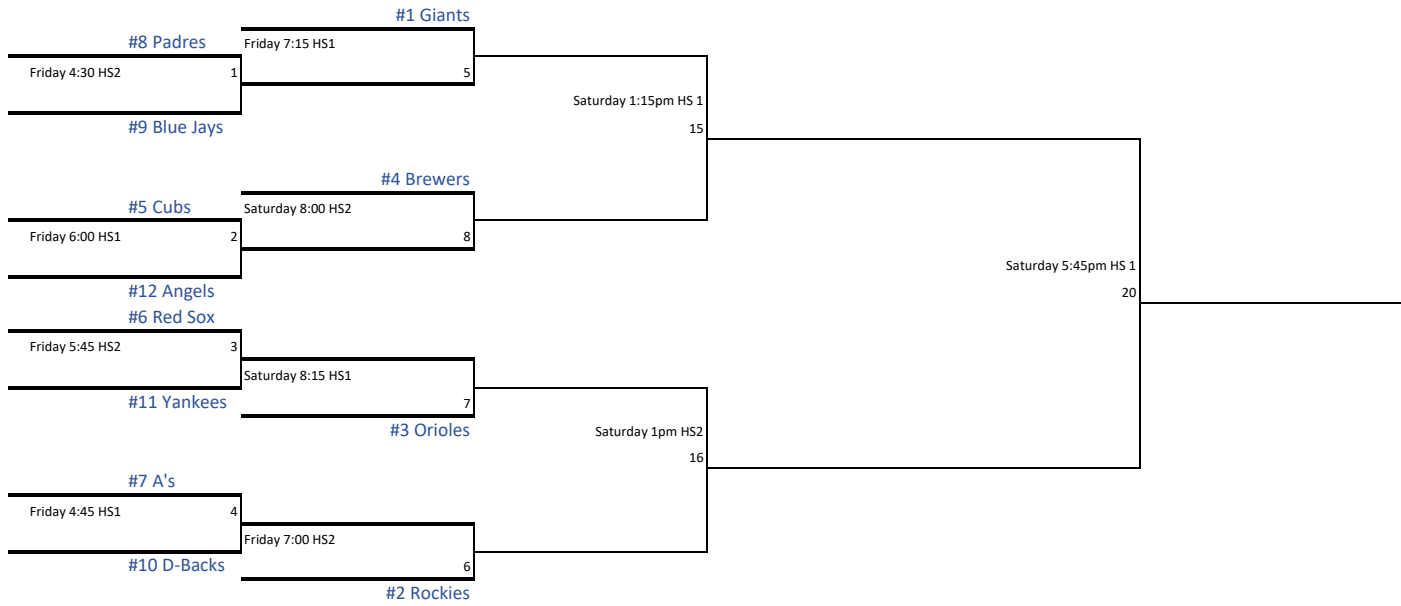 #1 Giants
#8 Padres
Friday 7:15 HS1
Friday 4:30 HS2
1
5
Saturday 1:15pm HS 1
#9 Blue Jays
15
#4 Brewers
#5 Cubs
Saturday 8:00 HS2
Friday 6:00 HS1
2
8
Saturday 5:45pm HS 1
#12 Angels
20
#6 Red Sox
Friday 5:45 HS2
3
Saturday 8:15 HS1
#11 Yankees
7
#3 Orioles
Saturday 1pm HS2
16
#7 A's
Friday 4:45 HS1
4
Friday 7:00 HS2
#10 D-Backs
6
#2 Rockies